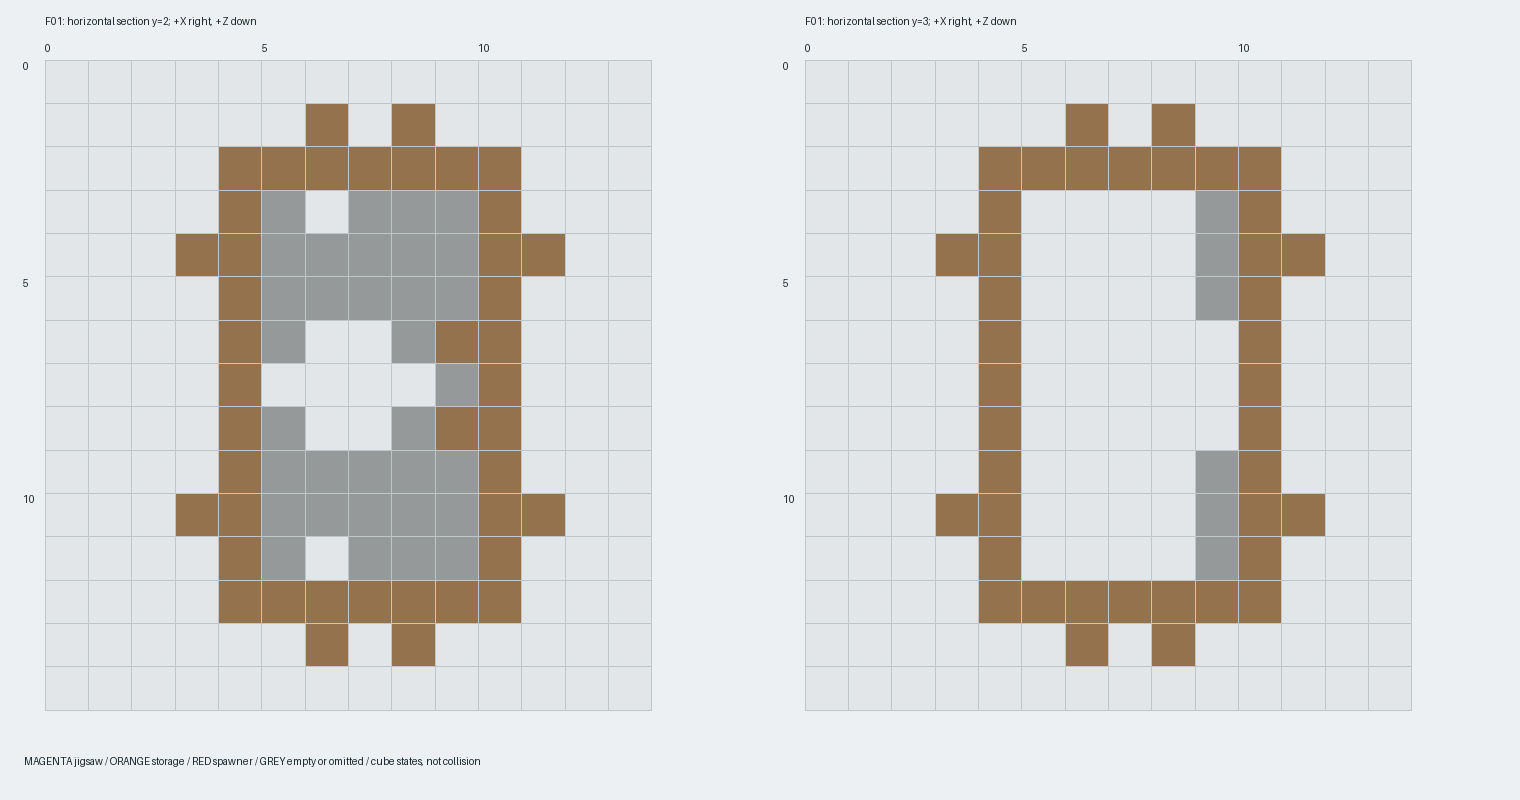 F01: horizontal section y=2; +X right, +Z down
F01: horizontal section y=3; +X right, +Z down
0 5 10
0 5 10
0
0
5
5
10
10
MAGENTA jigsaw / ORANGE storage / RED spawner / GREY empty or omitted / cube states, not collision